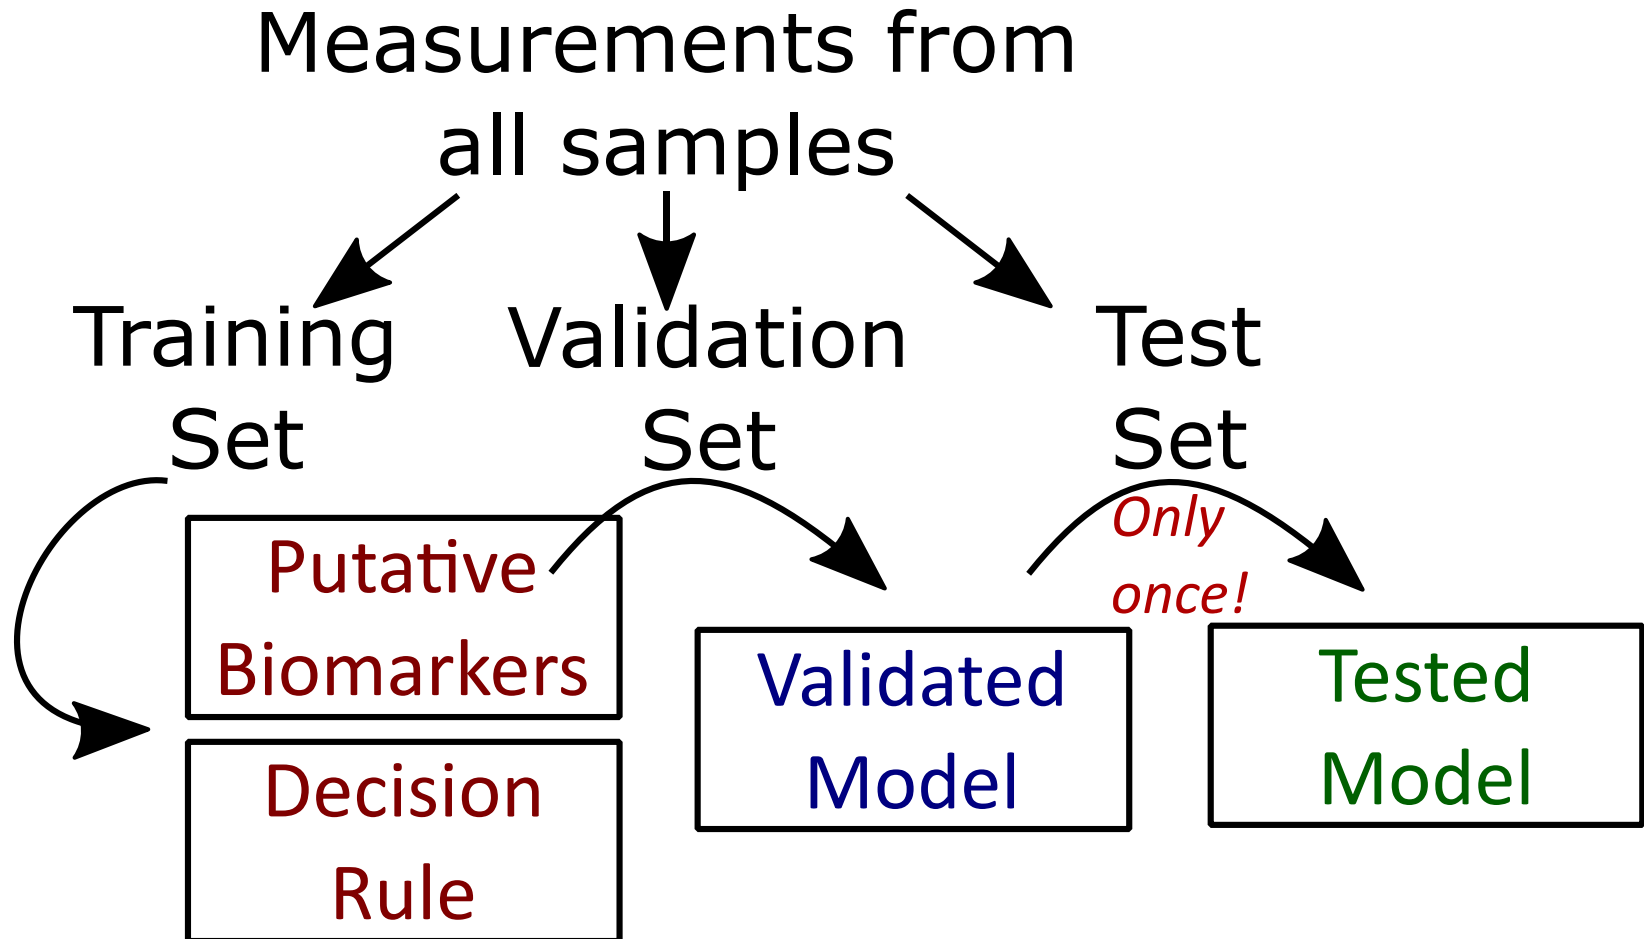 Measurements from
all samples
Training
Set
Validation
Set
Test
Set
Only
once!
Putative
Biomarkers
Decision
Rule
Validated
Model
Tested
Model